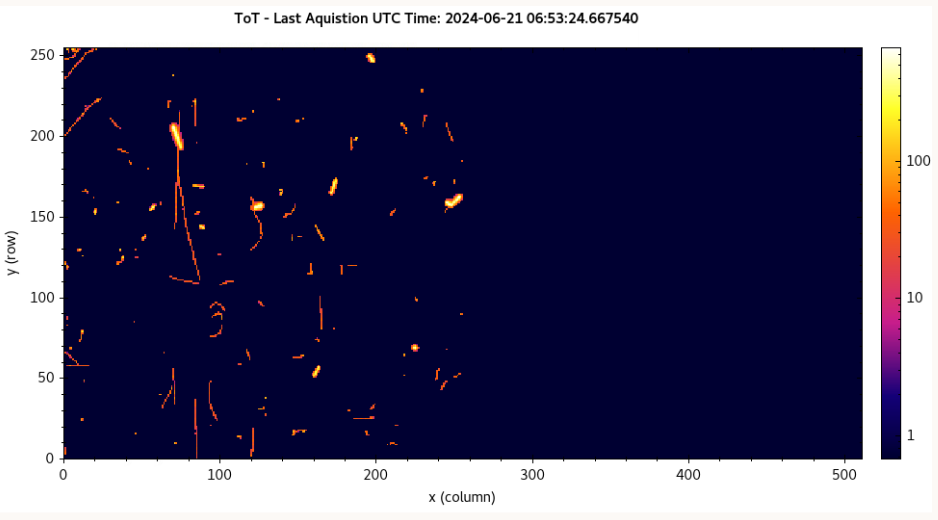 ToT - Last Aquistion UTC Time: 2024-06-21 06:53:24.667540
250
200
150
100
50
0
y (row)
0 100 200 300 400 500
x (column)
100
10
1